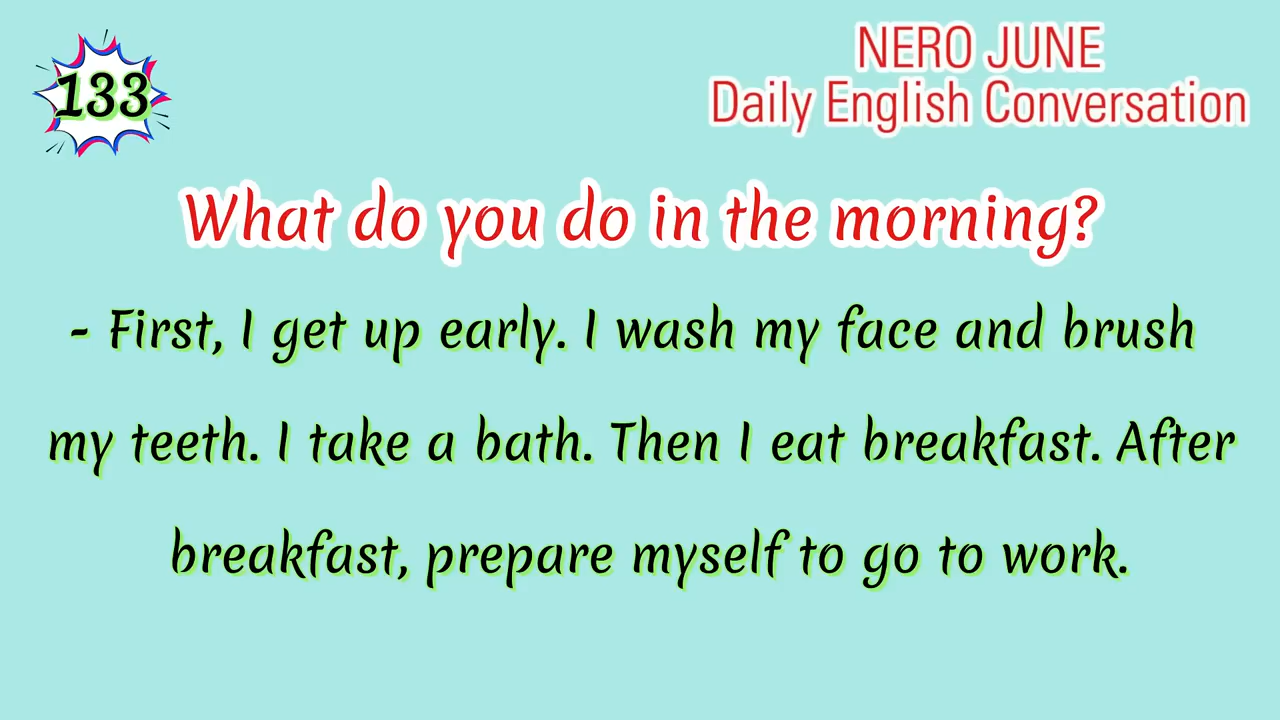 133
NERO JUNE
Daily English Conversation
What do you do in the morning?
- First, I get up early. I wash my face and brush
my teeth. I take a bath. Then I eat breakfast. After
breakfast, prepare myself to go to work.